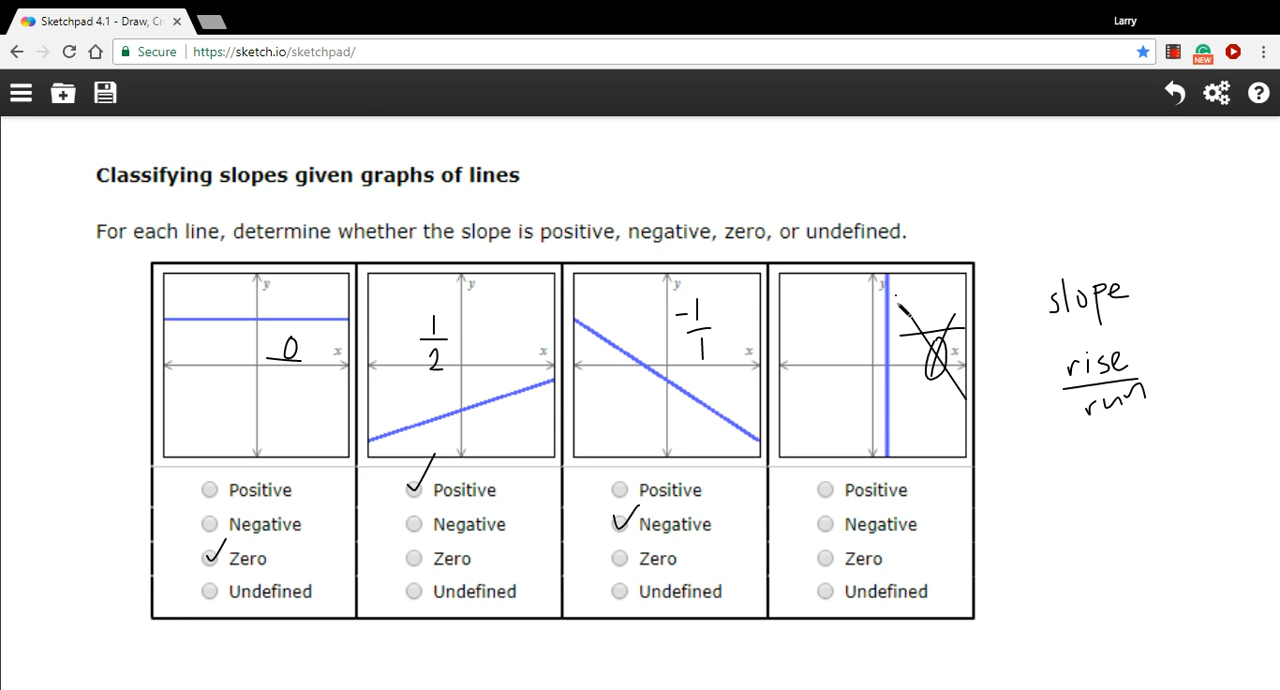 Sketchpad 4.1 - Draw, Cr
Larry
Secure
https://sketch.io/sketchpad/
NEW
Classifying slopes given graphs of lines
For each line, determine whether the slope is positive, negative, zero, or undefined.
y
x
0
y
x
1
2
y
x
-1
1
y
x
0
slope
rise
run
Positive
Negative
Zero
Undefined
Positive
Negative
Zero
Undefined
Positive
Negative
Zero
Undefined
Positive
Negative
Zero
Undefined